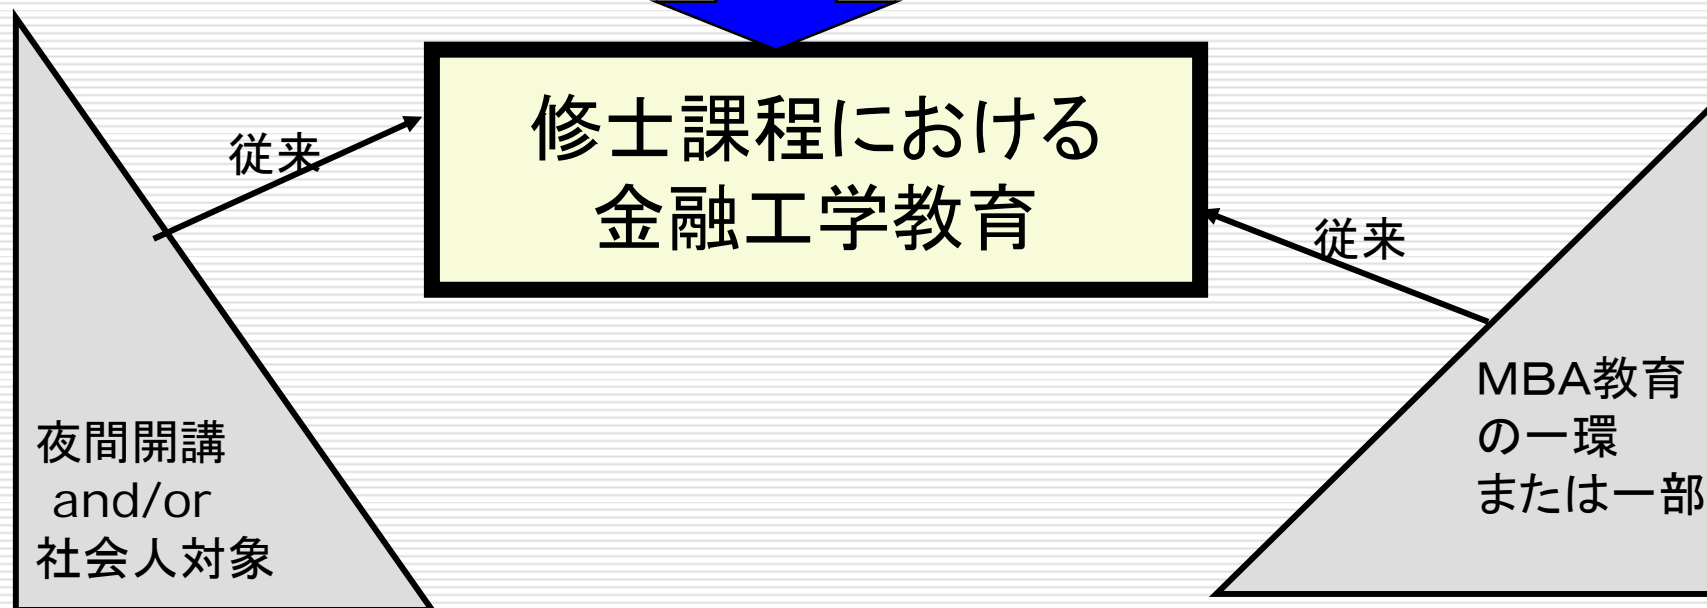 修士課程における
金融工学教育
従来
従来
夜間開講
and/or
社会人対象
ＭＢＡ教育
の一環
または一部